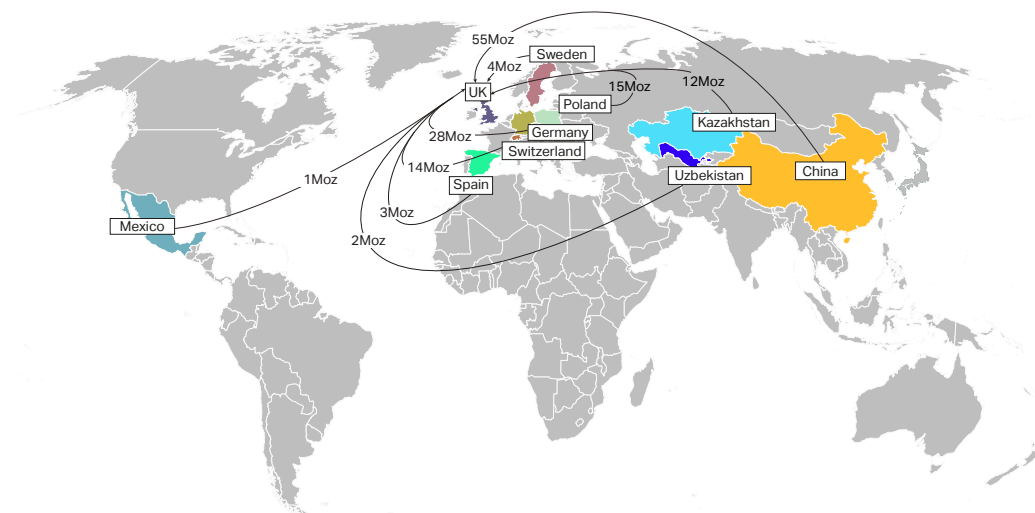 55Moz
Sweden
4Moz
UK
15Moz
12Moz
Poland
Kazakhstan
28Moz
Germany
Switzerland
14Moz
China
Uzbekistan
1Moz
Spain
3Moz
Mexico
2Moz